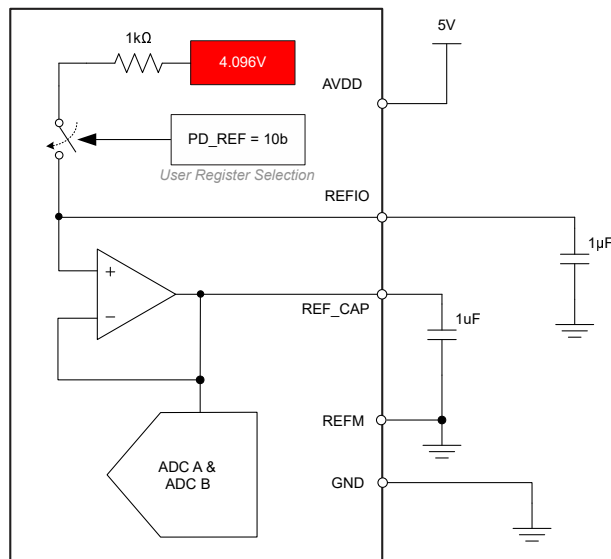 1kΩ
4.096V
5V
AVDD
PD_REF = 10b
User Register Selection
REFIO
1µF
+
−
REF_CAP
1uF
REFM
ADC A &
ADC B
GND